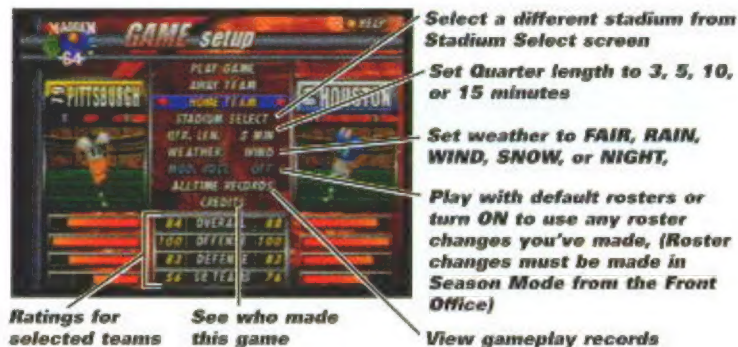 HELP
MADDEN
64
GAME setup
PLAY GAME
AWAY TEAM
HOME TEAM
PITTSBURGH
HOUSTON
STADIUM SELECT
QTR. LEN. 5 MIN
WEATHER: WIND
OFF
ALLTIME RECORDS
CREDITS
84 OVERALL 88
100 OFFENSE 100
83 DEFENSE 83
56 76
Select a different stadium from
Stadium Select screen
Set Quarter length to 3, 5, 10,
or 15 minutes
Set weather to FAIR, RAIN,
WIND, SNOW, or NIGHT,
Play with default rosters or
turn ON to use any roster
changes you've made, (Roster
changes must be made in
Season Mode from the Front
Office)
View gameplay records
See who made
this game
Ratings for
selected teams